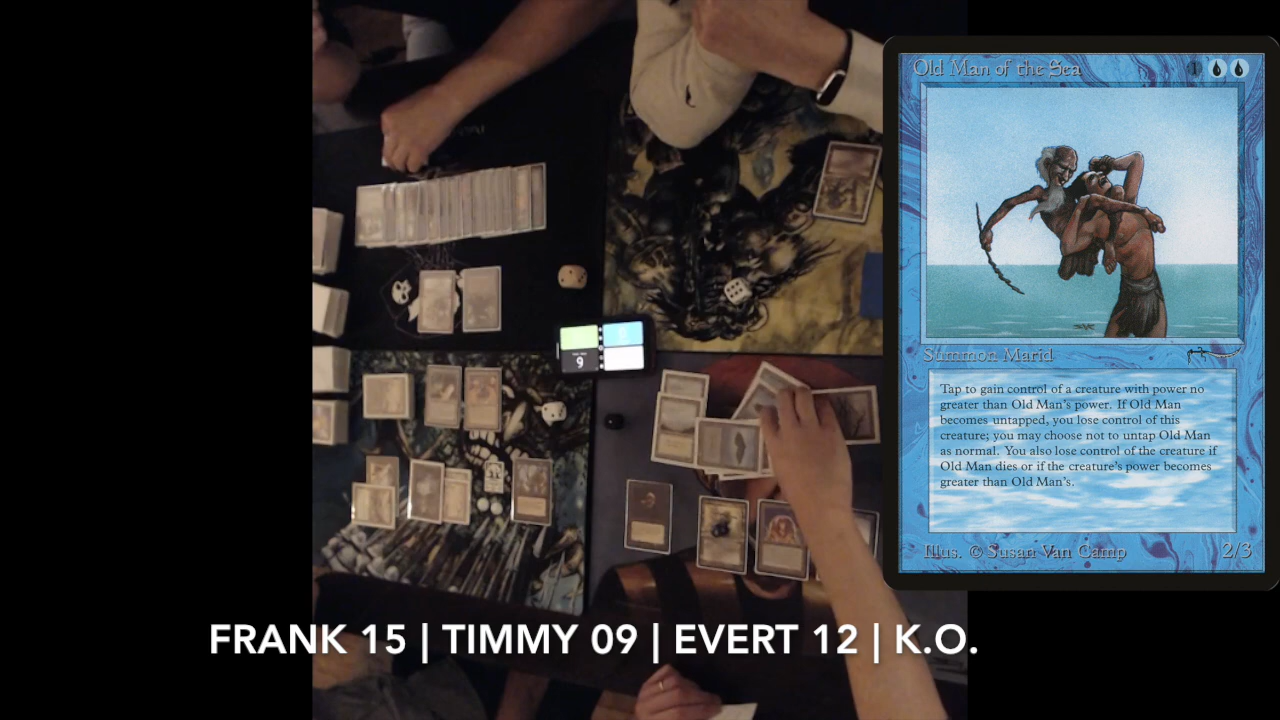 Old Man of the Sea
1
Summon Marid
Tap to gain control of a creature with power no
greater than Old Man's power. If Old Man
becomes untapped, you lose control of this
creature; you may choose not to untap Old Man
as normal. You also lose control of the creature if
Old Man dies or if the creature's power becomes
greater than Old Man's.
Illus. © Susan Van Camp
2/3
9
FRANK 15 | TIMMY 09 | EVERT 12 | K.O.